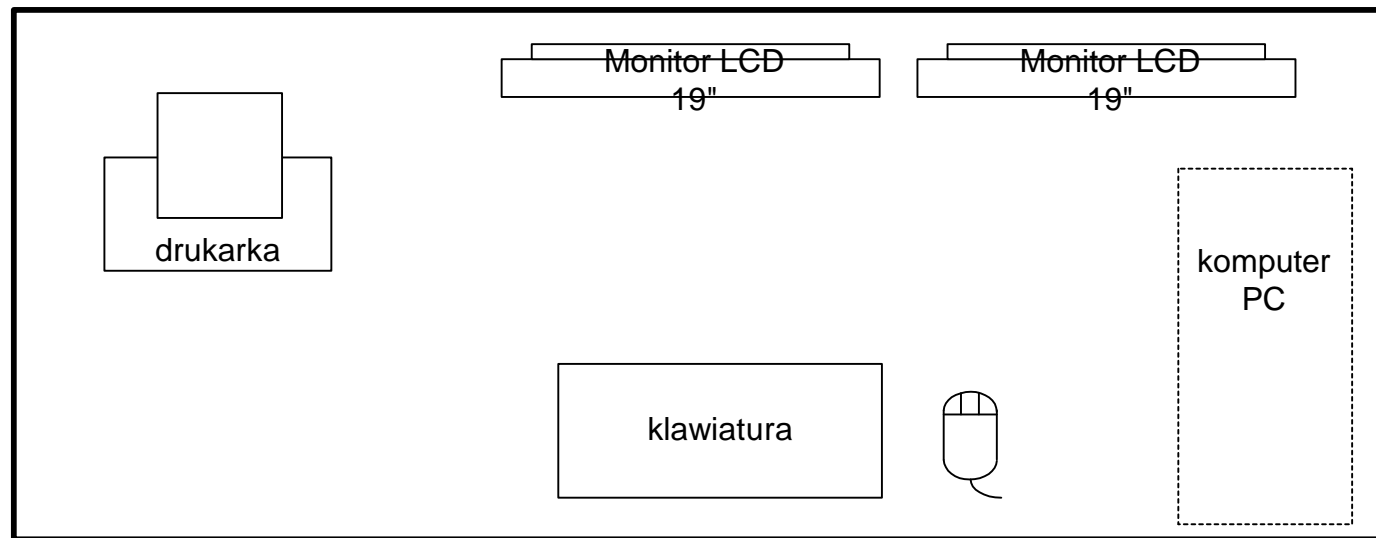 Monitor LCD
19"
Monitor LCD
19"
drukarka
komputer
PC
klawiatura